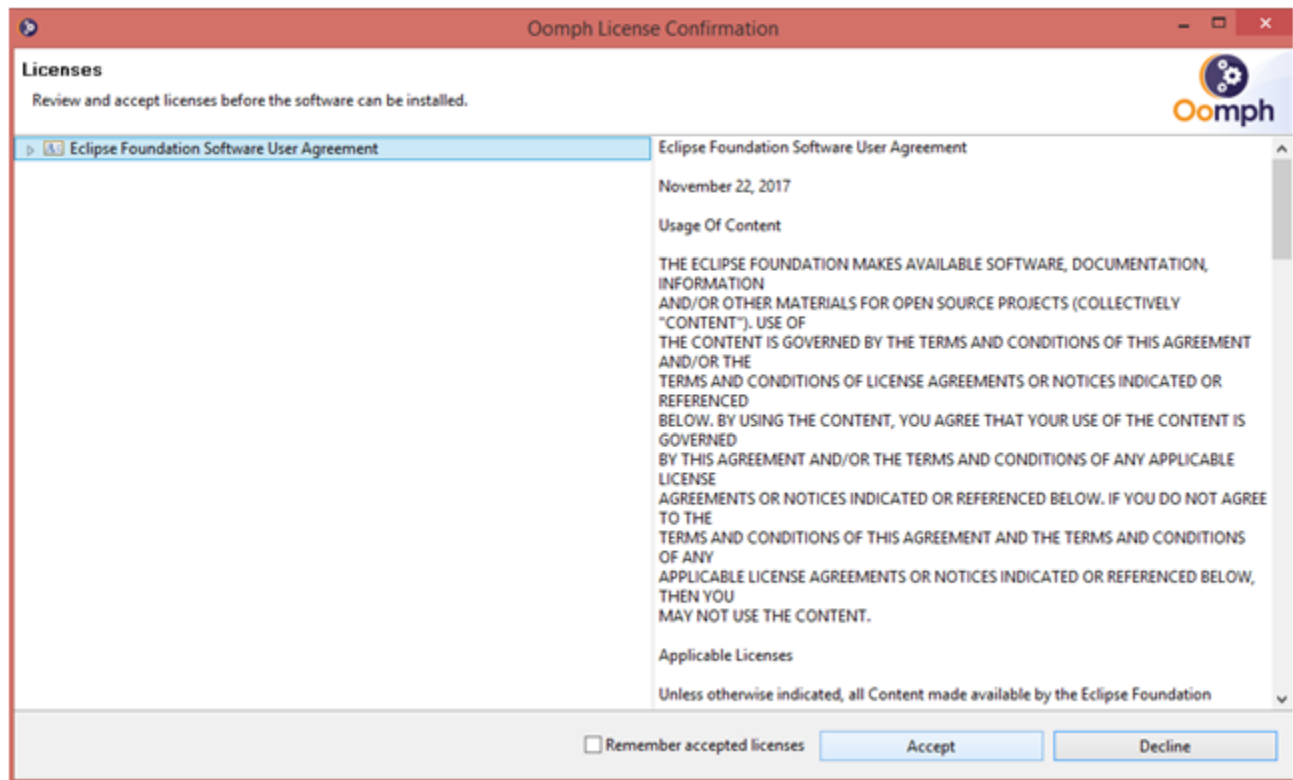 Oomph License Confirmation
Licenses
Review and accept licenses before the software can be installed.
Oomph
Eclipse Foundation Software User Agreement
Eclipse Foundation Software User Agreement
November 22, 2017
Usage Of Content
THE ECLIPSE FOUNDATION MAKES AVAILABLE SOFTWARE, DOCUMENTATION,
INFORMATION
AND/OR OTHER MATERIALS FOR OPEN SOURCE PROJECTS (COLLECTIVELY
"CONTENT"). USE OF
THE CONTENT IS GOVERNED BY THE TERMS AND CONDITIONS OF THIS AGREEMENT
AND/OR THE
TERMS AND CONDITIONS OF LICENSE AGREEMENTS OR NOTICES INDICATED OR
REFERENCED
BELOW. BY USING THE CONTENT, YOU AGREE THAT YOUR USE OF THE CONTENT IS
GOVERNED
BY THIS AGREEMENT AND/OR THE TERMS AND CONDITIONS OF ANY APPLICABLE
LICENSE
AGREEMENTS OR NOTICES INDICATED OR REFERENCED BELOW. IF YOU DO NOT AGREE
TO THE
TERMS AND CONDITIONS OF THIS AGREEMENT AND THE TERMS AND CONDITIONS
OF ANY
APPLICABLE LICENSE AGREEMENTS OR NOTICES INDICATED OR REFERENCED BELOW,
THEN YOU
MAY NOT USE THE CONTENT.
Applicable Licenses
Unless otherwise indicated, all Content made available by the Eclipse Foundation
Remember accepted licenses
Accept
Decline